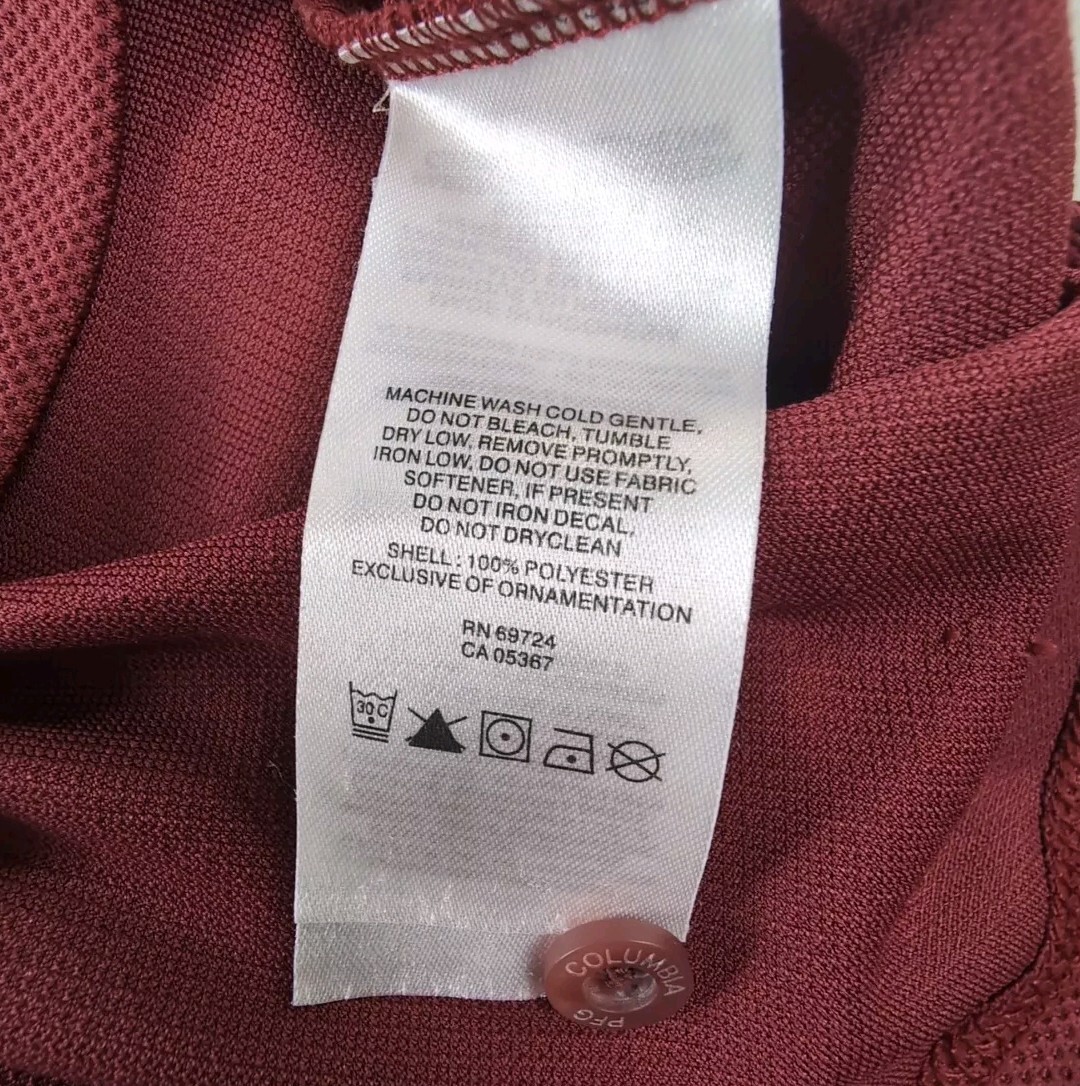 MACHINE WASH COLD GENTLE,
DO NOT BLEACH, TUMBLE
DRY LOW, REMOVE PROMPTLY,
IRON LOW, DO NOT USE FABRIC
SOFTENER, IF PRESENT
DO NOT IRON DECAL,
DO NOT DRYCLEAN
SHELL : 100% POLYESTER
EXCLUSIVE OF ORNAMENTATION
RN 69724
CA 05367
30 C
COLUMBIA
PFG